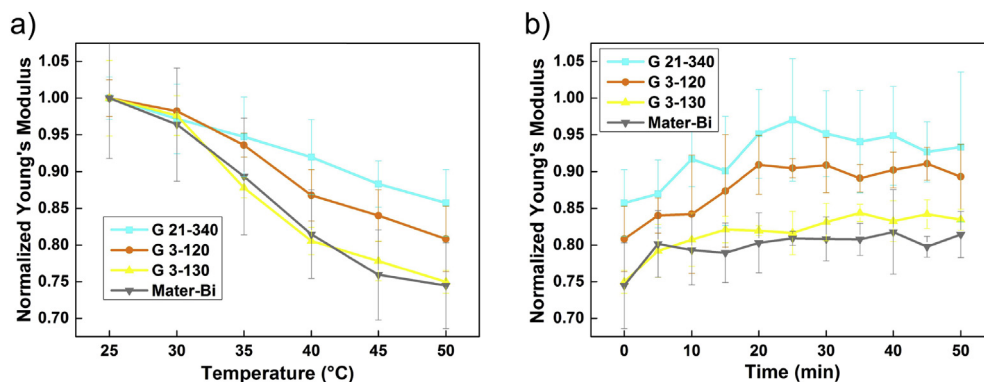 a)
Normalized Young's Modulus
1.05
1.00
0.95
0.90
0.85
0.80
0.75
0.70
G 21-340
G 3-120
G 3-130
Mater-Bi
25 30 35 40 45 50
Temperature (°C)
b)
Normalized Young's Modulus
1.05
1.00
0.95
0.90
0.85
0.80
0.75
0.70
G 21-340
G 3-120
G 3-130
Mater-Bi
0 10 20 30 40 50
Time (min)